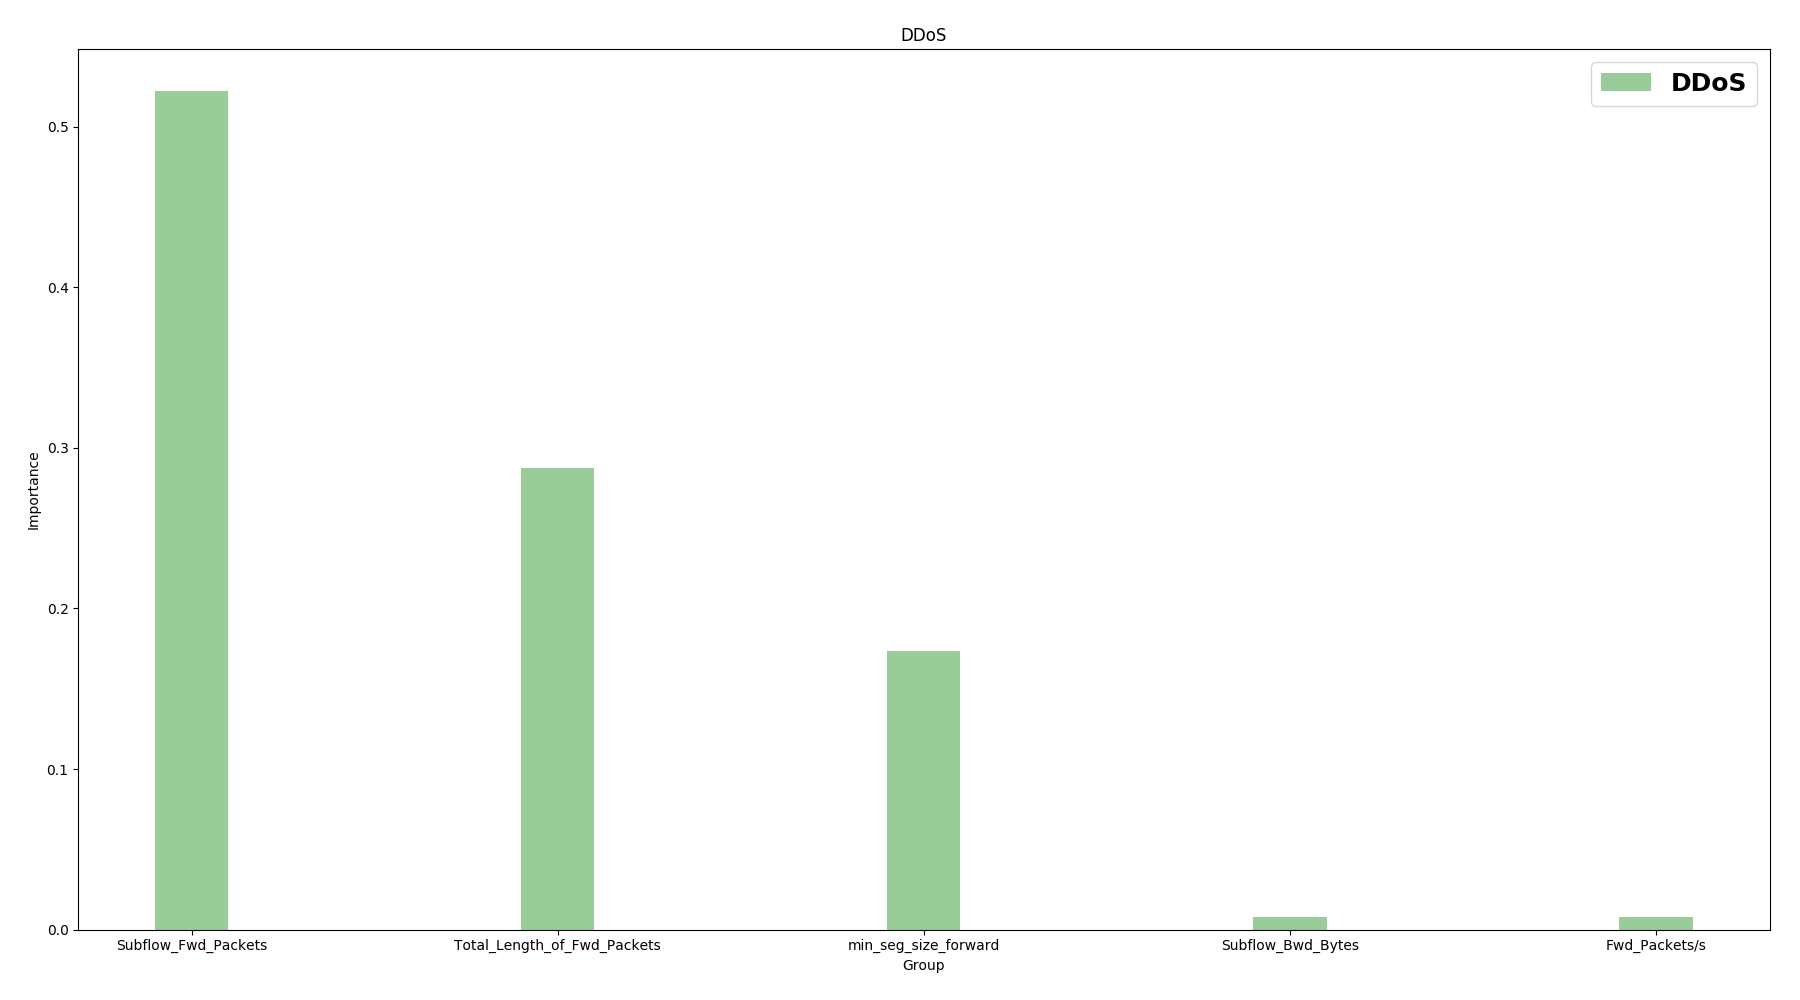 DDoS
DDoS
0.5
0.4
0.3
0.2
0.1
0.0
Importance
Subflow_Fwd_Packets
Total_Length_of_Fwd_Packets
min_seg_size_forward
Subflow_Bwd_Bytes
Fwd_Packets/s
Group